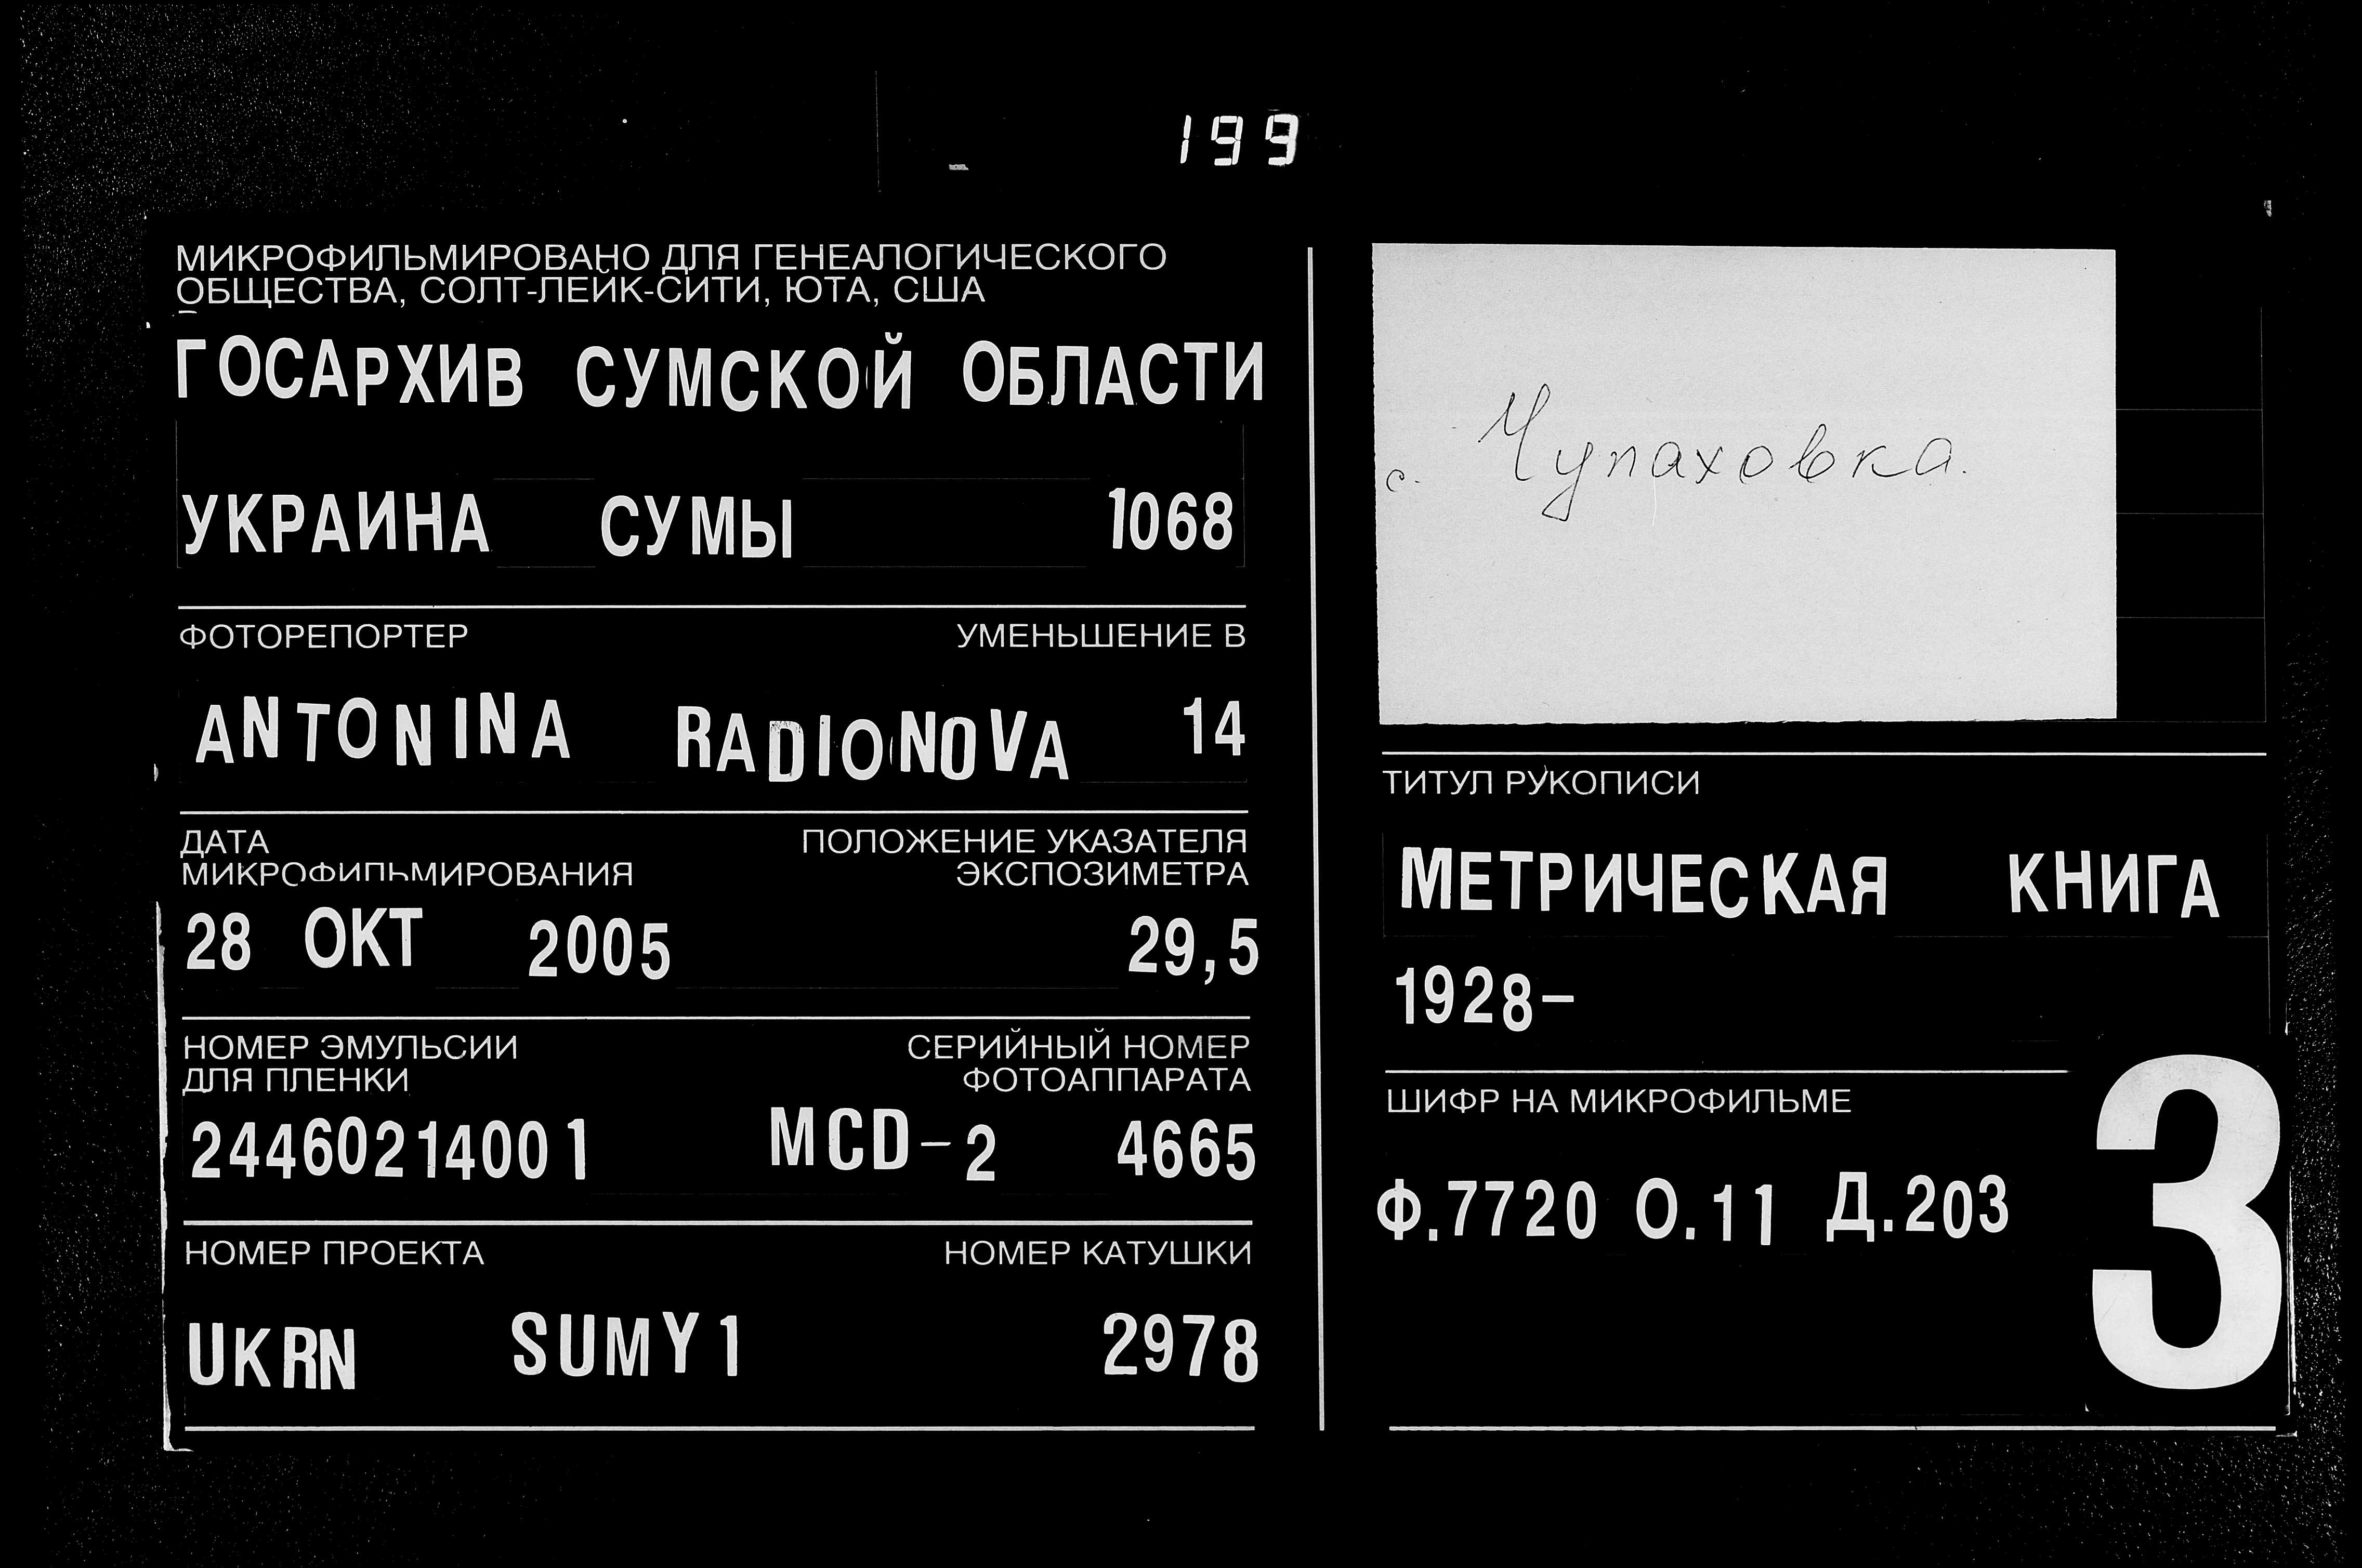 199
МИКРОФИЛЬМИРОВАНО ДЛЯ ГЕНЕАЛОГИЧЕСКОГО
ОБЩЕСТВА, СОЛТ-ЛЕЙК-СИТИ, ЮТА, США
ГОСАРХИВ СУМСКОЙ ОБЛАСТИ
УКРАИНА СУМЫ 1068
ФОТОРЕПОРТЕР УМЕНЬШЕНИЕ В
ANTONINA RADIONOVA 14
ДАТА
МИКРОФИЛЬМИРОВАНИЯ
ПОЛОЖЕНИЕ УКАЗАТЕЛЯ
ЭКСПОЗИМЕТРА
28 ОКТ 2005 29,5
НОМЕР ЭМУЛЬСИИ
ДЛЯ ПЛЕНКИ
СЕРИЙНЫЙ НОМЕР
ФОТОАППАРАТА
24460214001 MCD-2 4665
НОМЕР ПРОЕКТА НОМЕР КАТУШКИ
UKRN SUMY1 2978
с. Чупаховка.
ТИТУЛ РУКОПИСИ
МЕТРИЧЕСКАЯ КНИГА
1928-
ШИФР НА МИКРОФИЛЬМЕ
Ф.7720 О.11 Д.203
3